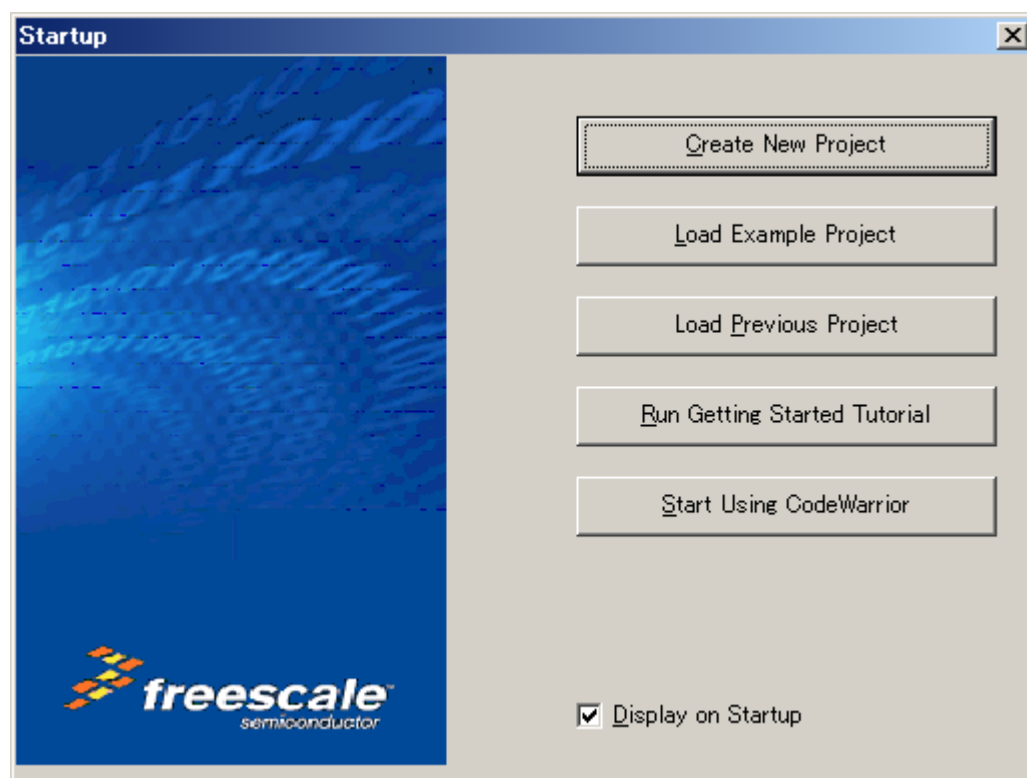 Startup
Create New Project
Load Example Project
Load Previous Project
Run Getting Started Tutorial
Start Using CodeWarrior
freescale™
semiconductor
Display on Startup